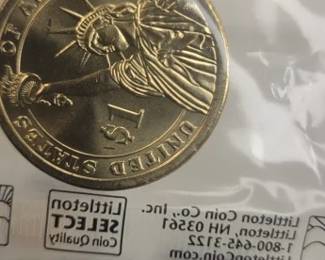 UNITED STATES OF A
$1
Littleton
SELECT
Coin Quality
Littleton Coin Co., Inc.
Littleton, NH 03561
1-800-645-3122
LittletonCoin.com